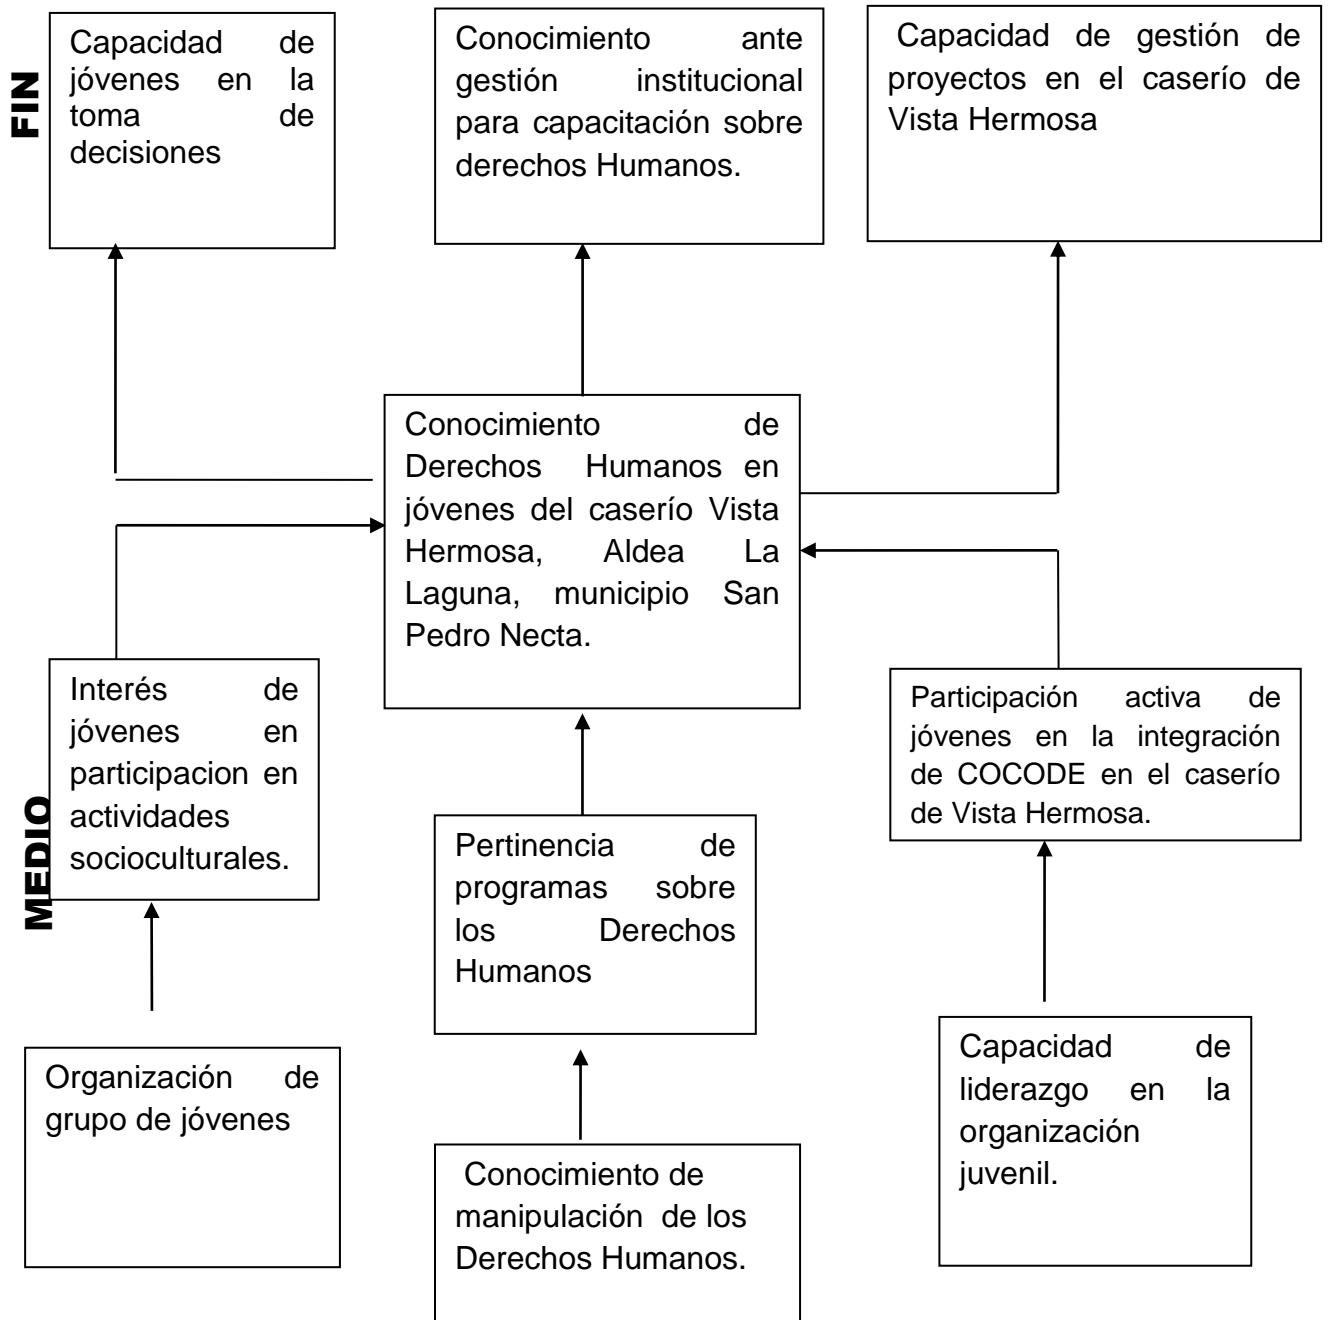 FIN
Capacidad de
jóvenes en la
toma de
decisiones
Conocimiento ante
gestión institucional
para capacitación sobre
derechos Humanos.
Capacidad de gestión de
proyectos en el caserío de
Vista Hermosa
Conocimiento de
Derechos Humanos en
jóvenes del caserío Vista
Hermosa, Aldea La
Laguna, municipio San
Pedro Necta.
MEDIO
Interés de
jóvenes en
participacion en
actividades
socioculturales.
Pertinencia de
programas sobre
los Derechos
Humanos
Participación activa de
jóvenes en la integración
de COCODE en el caserío
de Vista Hermosa.
Organización de
grupo de jóvenes
Conocimiento de
manipulación de los
Derechos Humanos.
Capacidad de
liderazgo en la
organización
juvenil.